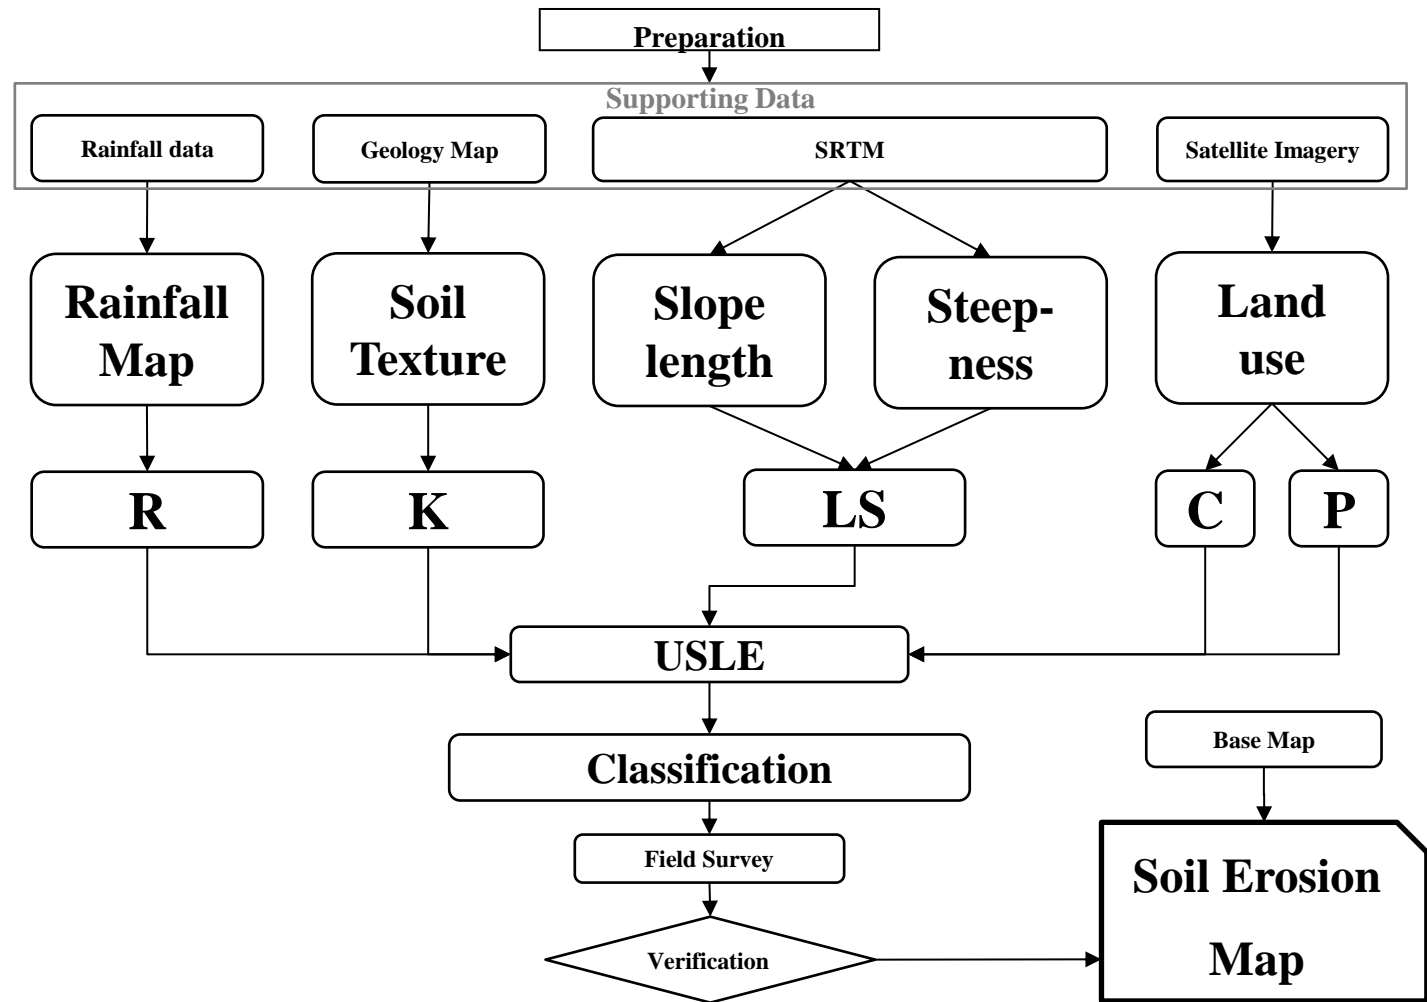 Preparation
Supporting Data
Rainfall data
Geology Map
SRTM
Satellite Imagery
Rainfall
Map
Soil
Texture
Slope
length
Steep-
ness
Land
use
R
K
LS
C
P
USLE
Classification
Base Map
Field Survey
Verification
Soil Erosion
Map